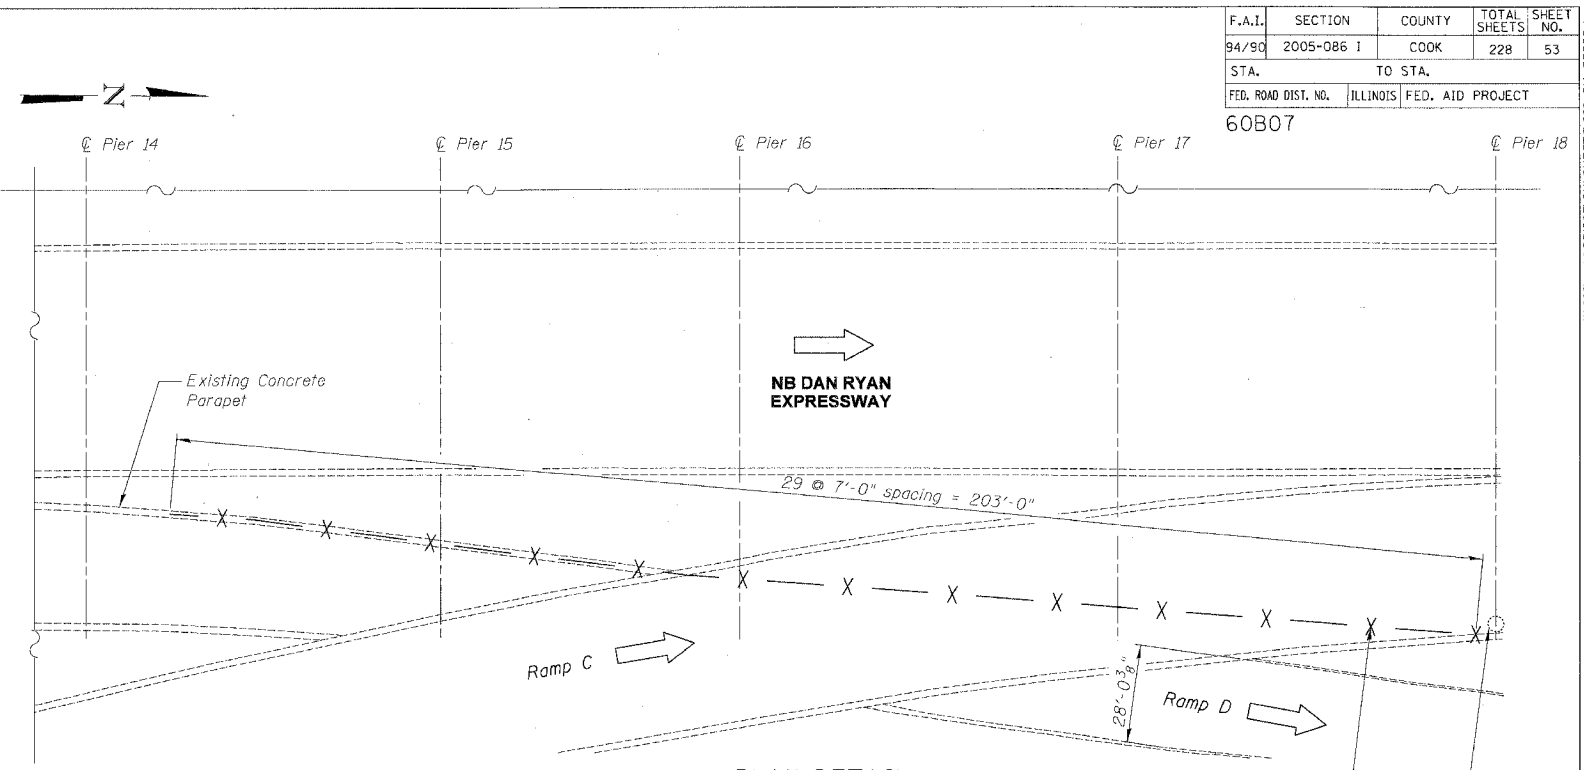 F.A.I. SECTION COUNTY TOTAL SHEETS SHEET NO.
94/90 2005-086 I COOK 228 53
STA. TO STA.
FED. ROAD DIST. NO. ILLINOIS FED. AID PROJECT
60B07
N
℄ Pier 14
℄ Pier 15
℄ Pier 16
℄ Pier 17
℄ Pier 18
Existing Concrete
Parapet
NB DAN RYAN
EXPRESSWAY
29 @ 7'-0" spacing = 203'-0"
Ramp C
28'-0 3/8"
Ramp D